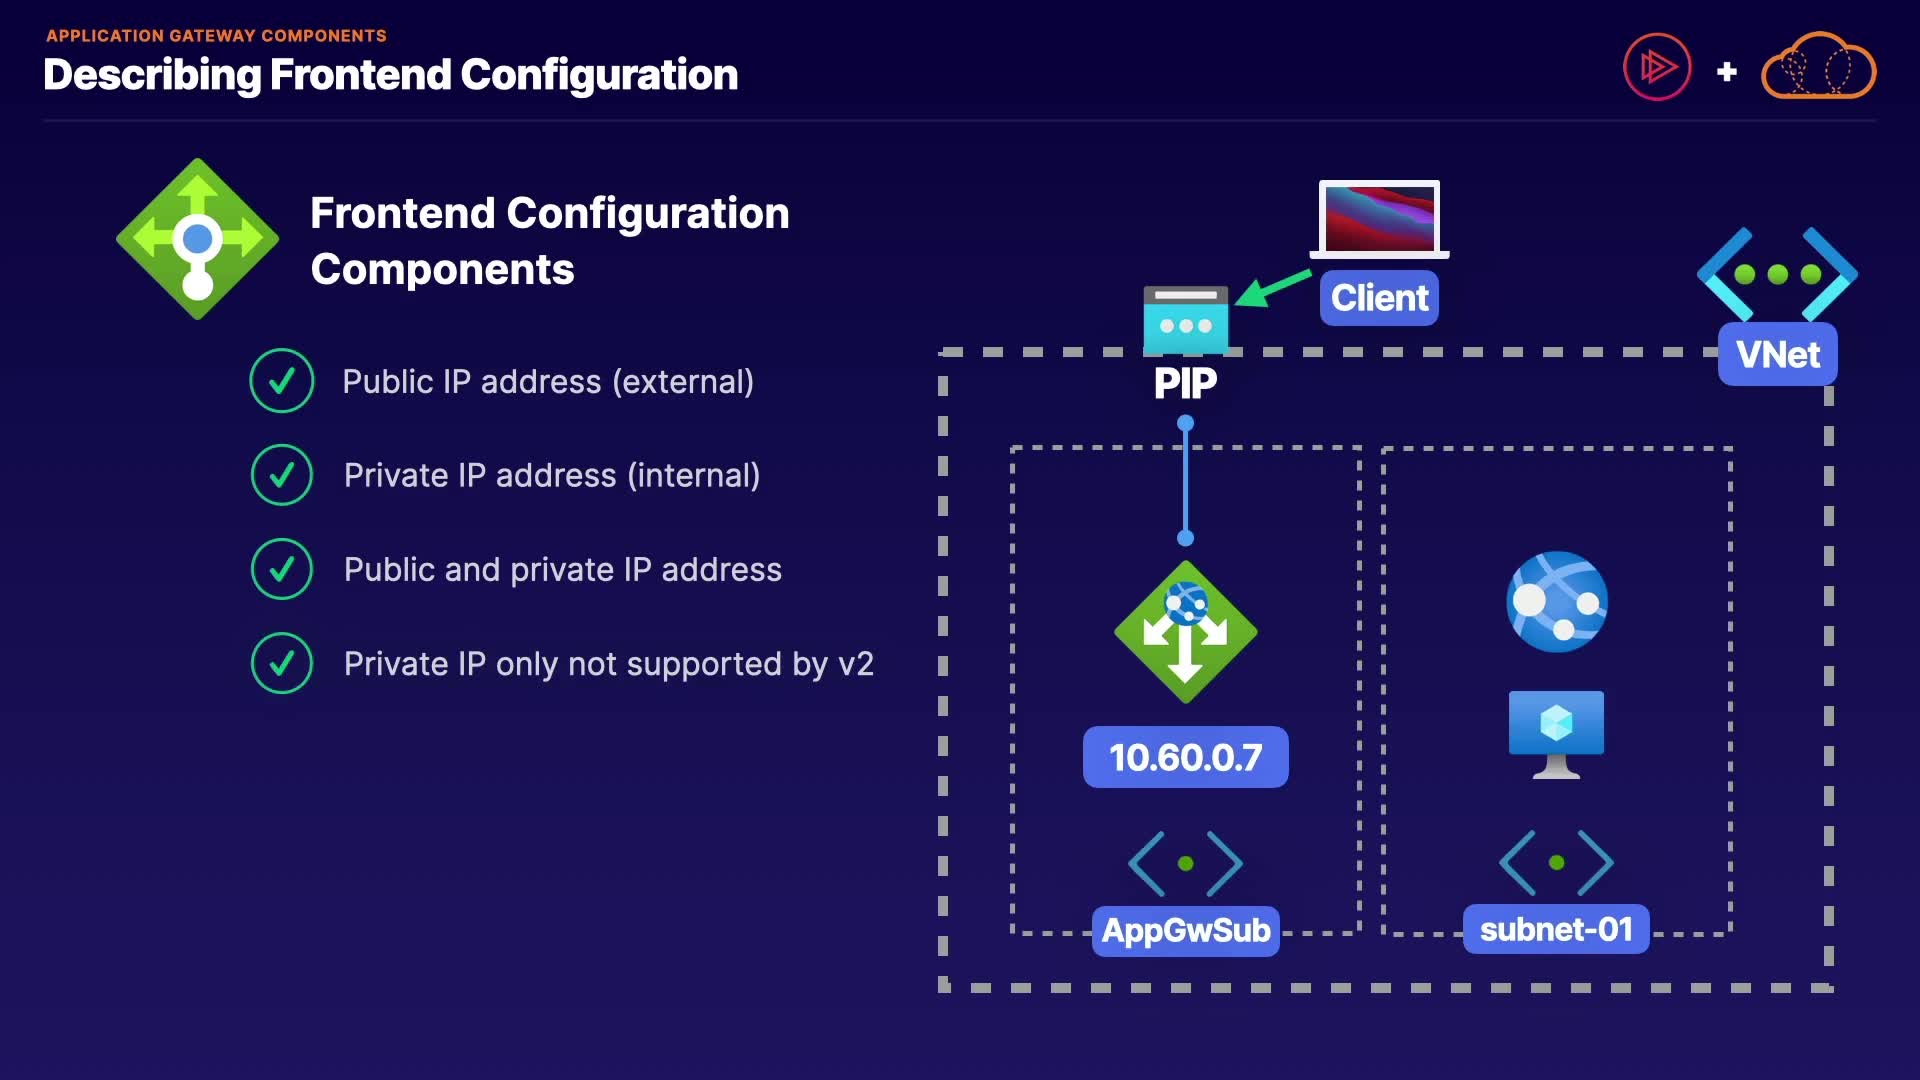 APPLICATION GATEWAY COMPONENTS
Describing Frontend Configuration
+
Frontend Configuration
Components
Public IP address (external)
Private IP address (internal)
Public and private IP address
Private IP only not supported by v2
Client
VNet
PIP
10.60.0.7
AppGwSub
subnet-01